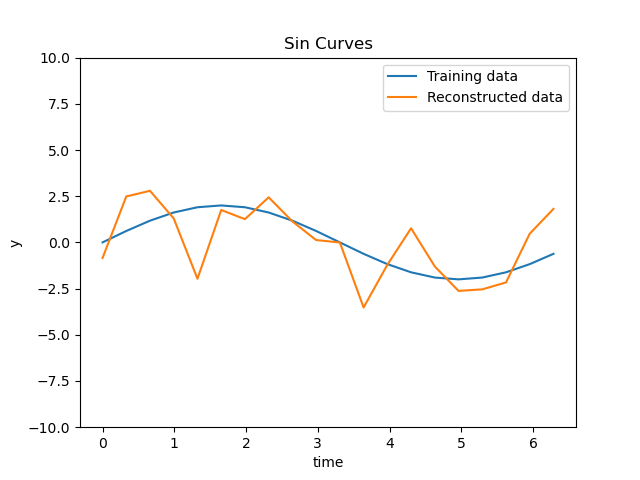 Sin Curves
Training data
Reconstructed data
10.0
7.5
5.0
2.5
0.0
−2.5
−5.0
−7.5
−10.0
y
0 1 2 3 4 5 6
time